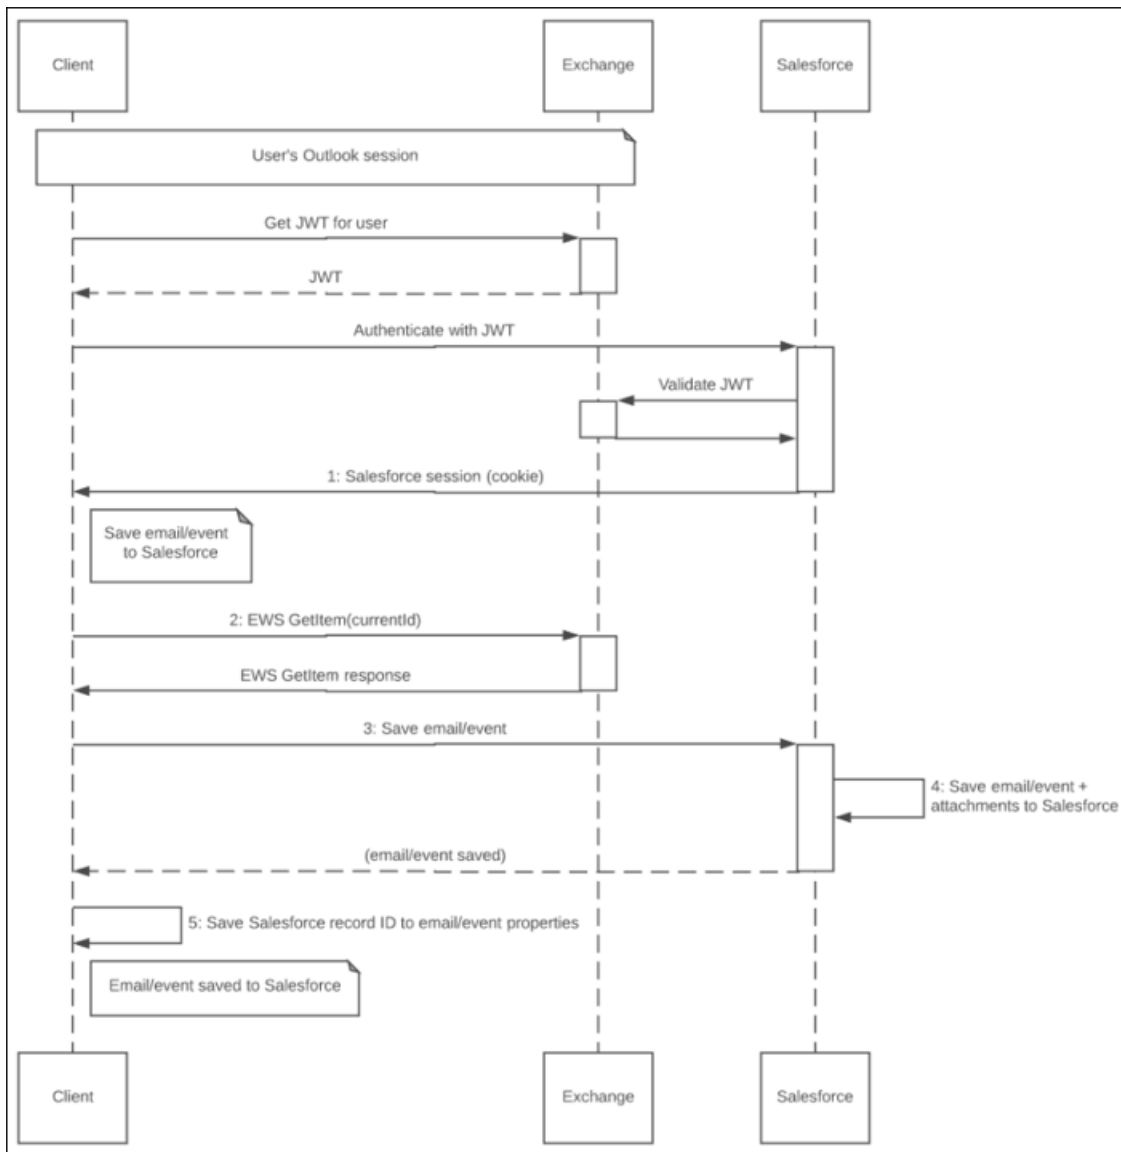 Client
Exchange
Salesforce
User's Outlook session
Get JWT for user
JWT
Authenticate with JWT
Validate JWT
1: Salesforce session (cookie)
Save email/event
to Salesforce
2: EWS GetItem(currentId)
EWS GetItem response
3: Save email/event
4: Save email/event +
attachments to Salesforce
(email/event saved)
5: Save Salesforce record ID to email/event properties
Email/event saved to Salesforce
Client
Exchange
Salesforce